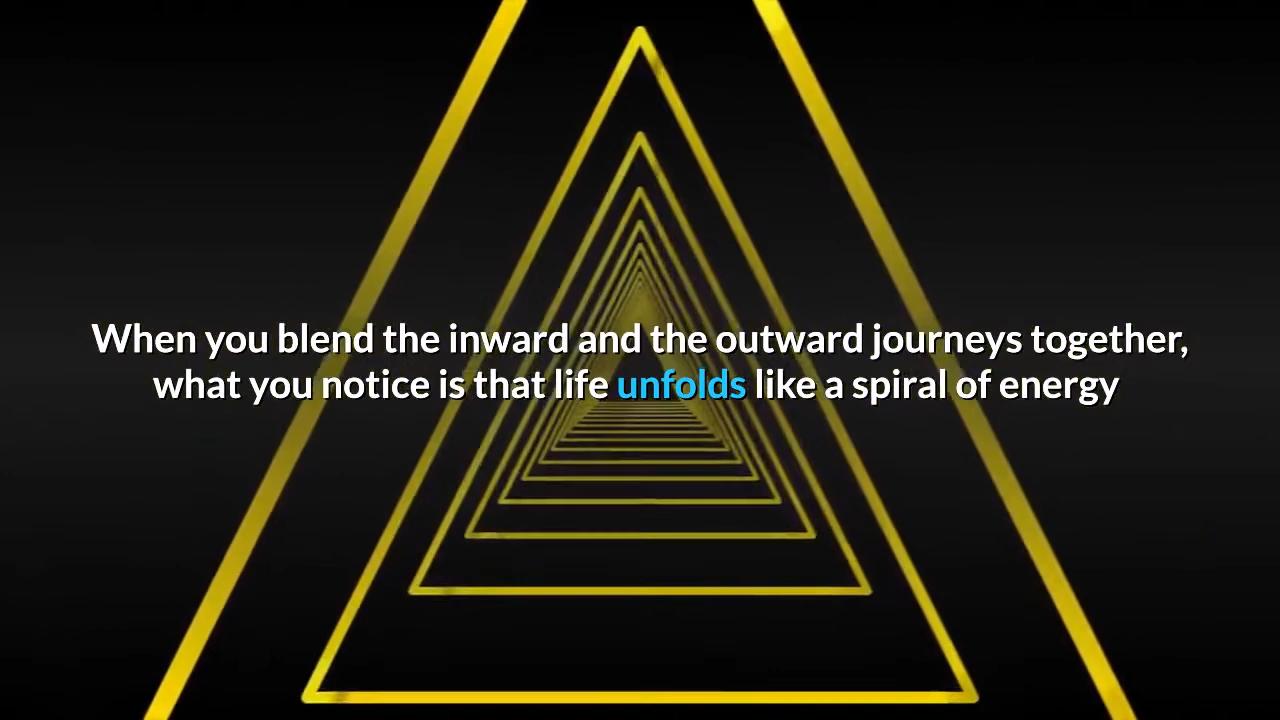 When you blend the inward and the outward journeys together,
what you notice is that life unfolds like a spiral of energy